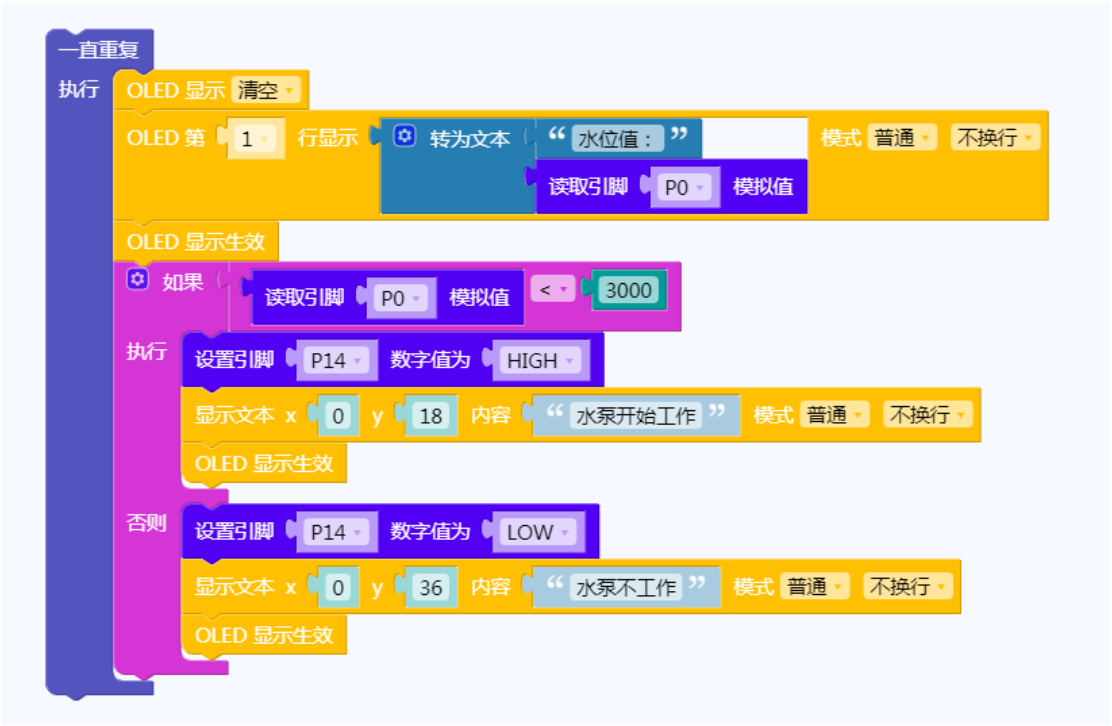 一直重复
执行 OLED 显示 清空
OLED 第 1 行显示 转为文本 “ 水位值： ” 模式 普通 不换行
读取引脚 P0 模拟值
OLED 显示生效
如果 读取引脚 P0 模拟值 < 3000
执行 设置引脚 P14 数字值为 HIGH
显示文本 x 0 y 18 内容 “ 水泵开始工作 ” 模式 普通 不换行
OLED 显示生效
否则 设置引脚 P14 数字值为 LOW
显示文本 x 0 y 36 内容 “ 水泵不工作 ” 模式 普通 不换行
OLED 显示生效